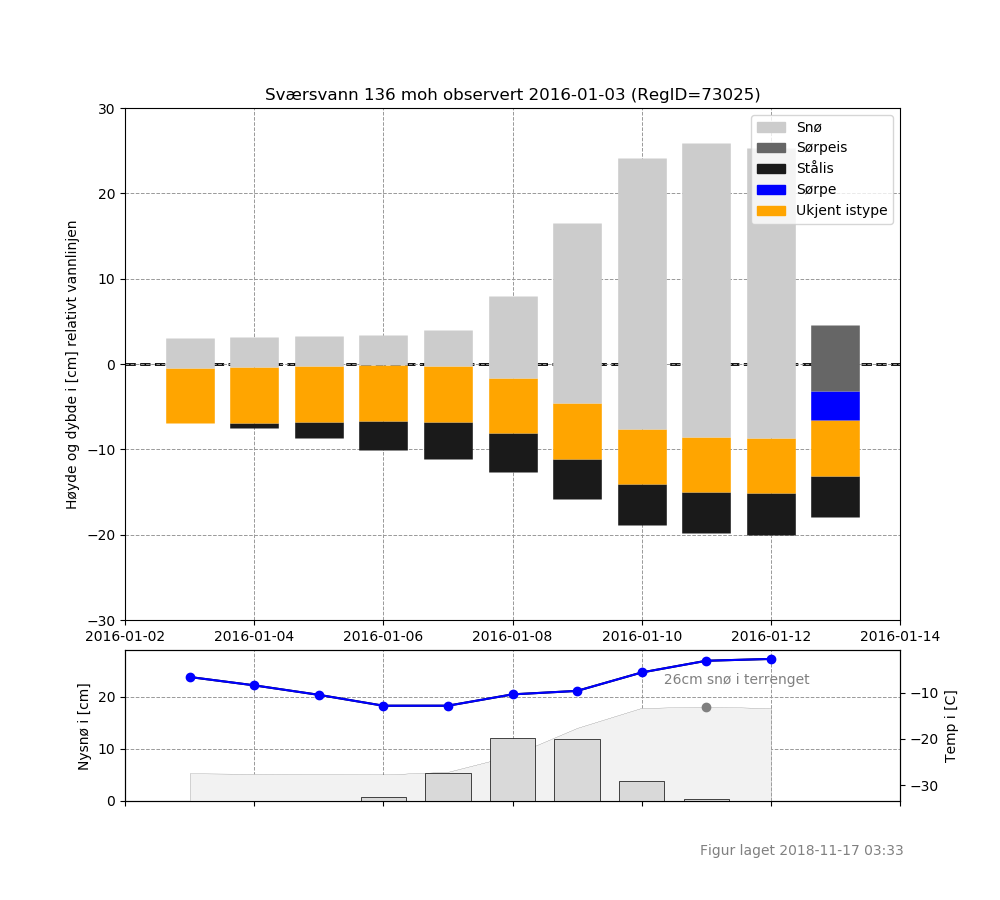 Sværsvann 136 moh observert 2016-01-03 (RegID=73025)
Høyde og dybde i [cm] relativt vannlinjen
30
20
10
0
−10
−20
−30
Snø
Sørpeis
Stålis
Sørpe
Ukjent istype
2016-01-02 2016-01-04 2016-01-06 2016-01-08 2016-01-10 2016-01-12 2016-01-14
Nysnø i [cm]
20
10
0
26cm snø i terrenget
−10
−20
−30
Temp i [C]
Figur laget 2018-11-17 03:33